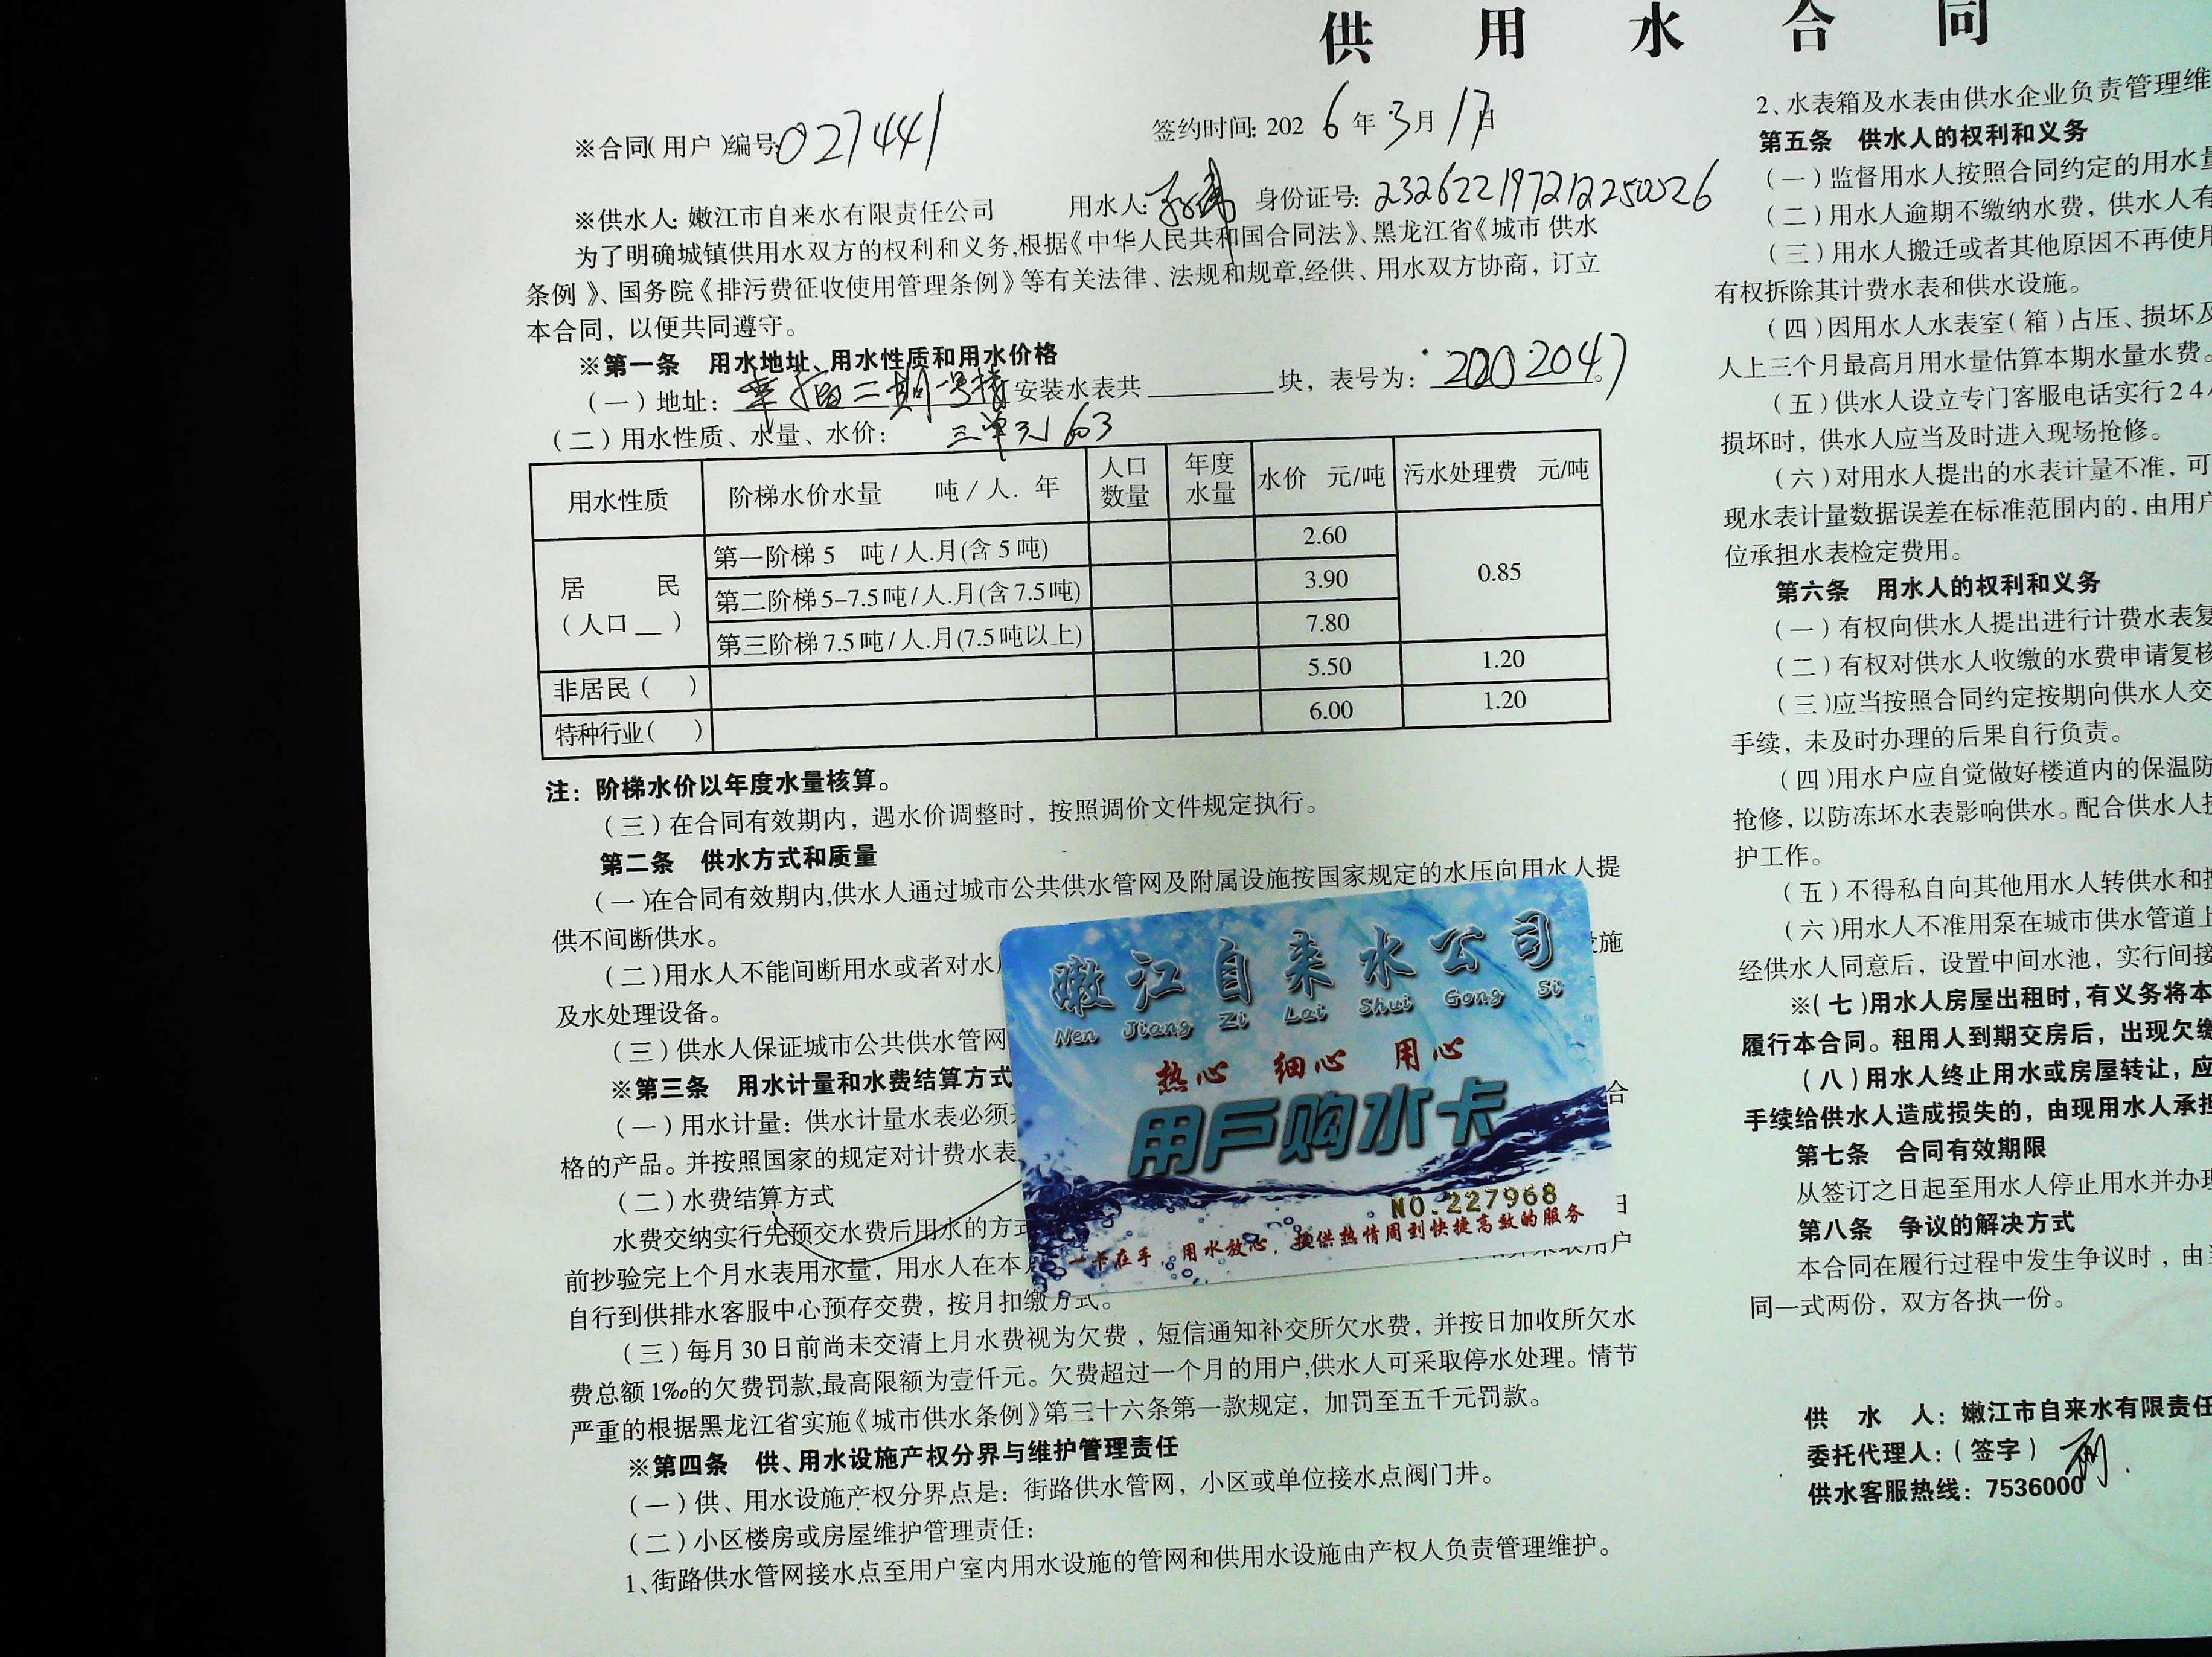 供 用 水 合 同
※合同(用户)编号:027441 签约时间: 2026年3月17日
※供水人: 嫩江市自来水有限责任公司 用水人: 身份证号:
为了明确城镇供用水双方的权利和义务,根据《中华人民共和国合同法》、黑龙江省《城市 供水
条例》、国务院《排污费征收使用管理条例》等有关法律、法规和规章,经供、用水双方协商，订立
本合同，以便共同遵守。
※第一条 用水地址、用水性质和用水价格
(一)地址：幸福二期 号楼 安装水表共 块，表号为：
(二)用水性质、水量、水价： 三单元603
用水性质 阶梯水价水量 吨/人.年 人口数量 年度水量 水价 元/吨 污水处理费 元/吨
居 民
(人口 )
第一阶梯 5 吨/人.月(含5吨) 2.60 0.85
第二阶梯5-7.5吨/人.月(含7.5吨) 3.90
第三阶梯7.5吨/人.月(7.5吨以上) 7.80
非居民( ) 5.50 1.20
特种行业( ) 6.00 1.20
注：阶梯水价以年度水量核算。
(三)在合同有效期内，遇水价调整时，按照调价文件规定执行。
第二条 供水方式和质量
(一)在合同有效期内,供水人通过城市公共供水管网及附属设施按国家规定的水压向用水人提
供不间断供水。
(二)用水人不能间断用水或者对水 施
及水处理设备。
(三)供水人保证城市公共供水管网
※第三条 用水计量和水费结算方式
(一)用水计量：供水计量水表必须 合
格的产品。并按照国家的规定对计费水表
(二)水费结算方式
水费交纳实行先预交水费后用水的方式 日
前抄验完上个月水表用水量，用水人在本 用户
自行到供排水客服中心预存交费，按月扣缴方式。
(三)每月30日前尚未交清上月水费视为欠费，短信通知补交所欠水费，并按日加收所欠水
费总额1‰的欠费罚款,最高限额为壹仟元。欠费超过一个月的用户,供水人可采取停水处理。情节
严重的根据黑龙江省实施《城市供水条例》第三十六条第一款规定，加罚至五千元罚款。
※第四条 供、用水设施产权分界与维护管理责任
(一)供、用水设施产权分界点是：街路供水管网，小区或单位接水点阀门井。
(二)小区楼房或房屋维护管理责任：
1、街路供水管网接水点至用户室内用水设施的管网和供用水设施由产权人负责管理维护。
嫩江自来水公司
Nen Jiang Zi Lai Shui Gong Si
热心 细心 用心
用户购水卡
NO.227968
一卡在手，用水放心，提供热情周到快捷高效的服务
2、水表箱及水表由供水企业负责管理维
第五条 供水人的权利和义务
(一)监督用水人按照合同约定的用水量
(二)用水人逾期不缴纳水费，供水人有
(三)用水人搬迁或者其他原因不再使用
有权拆除其计费水表和供水设施。
(四)因用水人水表室(箱)占压、损坏及
人上三个月最高月用水量估算本期水量水费。
(五)供水人设立专门客服电话实行24
损坏时，供水人应当及时进入现场抢修。
(六)对用水人提出的水表计量不准，可
现水表计量数据误差在标准范围内的,由用户
位承担水表检定费用。
第六条 用水人的权利和义务
(一)有权向供水人提出进行计费水表复
(二)有权对供水人收缴的水费申请复核
(三)应当按照合同约定按期向供水人交
手续，未及时办理的后果自行负责。
(四)用水户应自觉做好楼道内的保温防
抢修,以防冻坏水表影响供水。配合供水人
护工作。
(五)不得私自向其他用水人转供水和
(六)用水人不准用泵在城市供水管道上
经供水人同意后，设置中间水池，实行间接
※(七)用水人房屋出租时,有义务将本
履行本合同。租用人到期交房后，出现欠缴
(八)用水人终止用水或房屋转让，应
手续给供水人造成损失的，由现用水人承担
第七条 合同有效期限
从签订之日起至用水人停止用水并办理
第八条 争议的解决方式
本合同在履行过程中发生争议时，由
同一式两份，双方各执一份。
供 水 人：嫩江市自来水有限责任
委托代理人：(签字)
供水客服热线：7536000